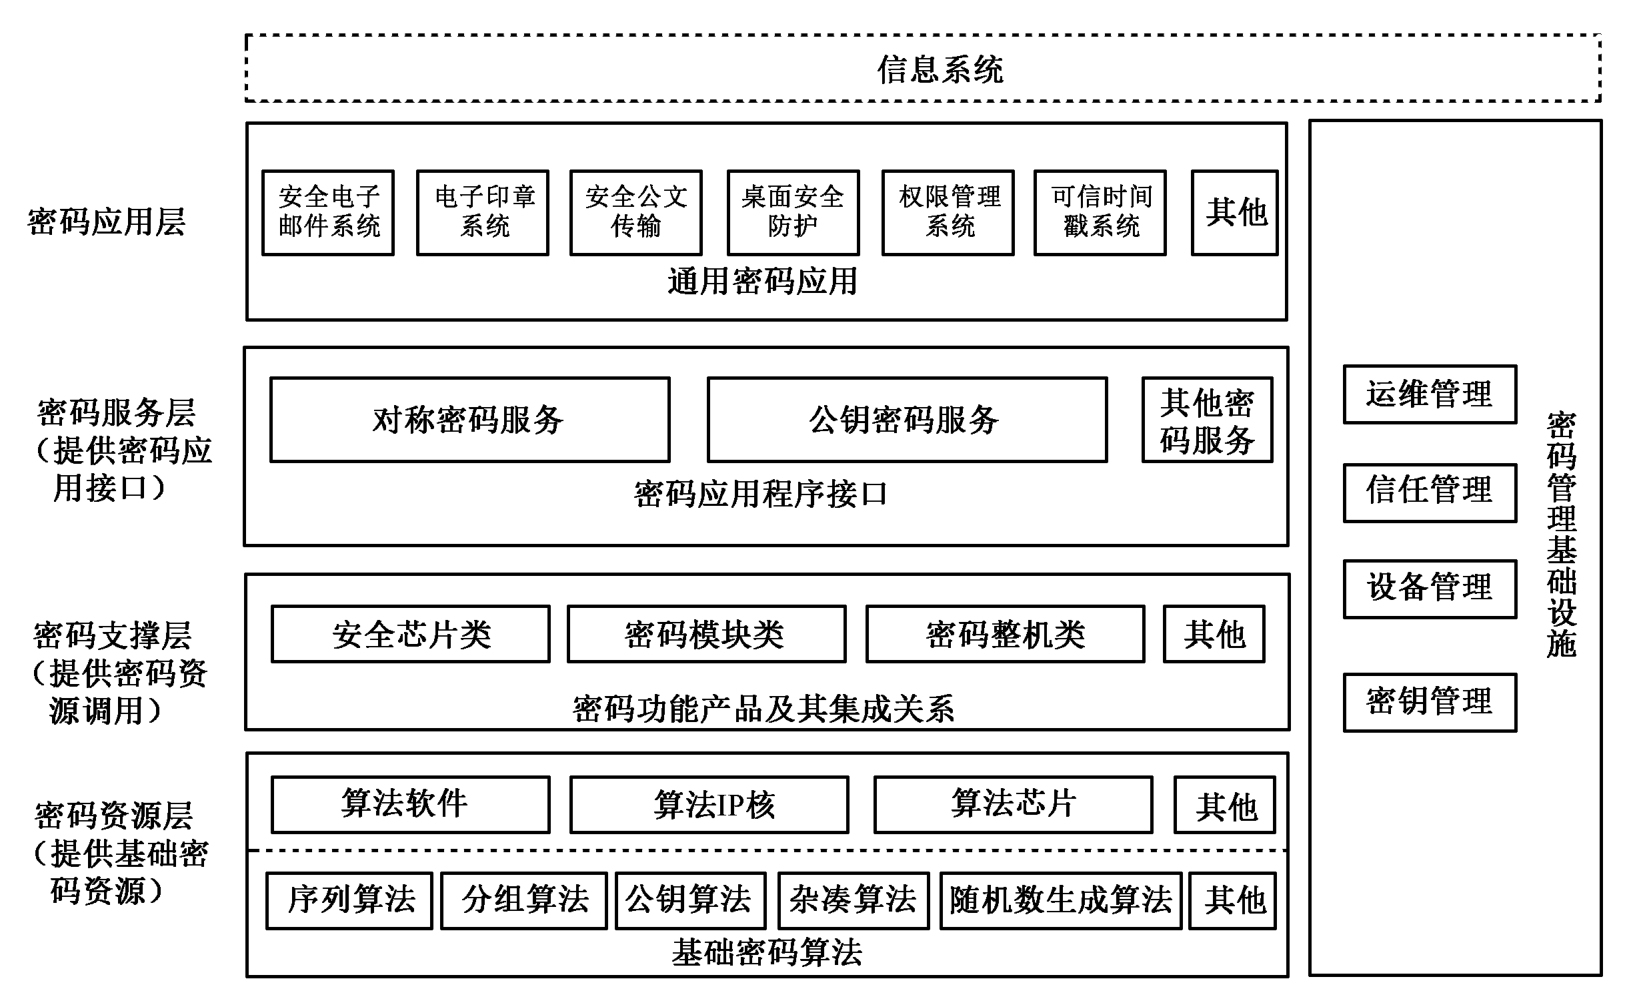 信息系统
密码应用层
安全电子
邮件系统
电子印章
系统
安全公文
传输
桌面安全
防护
权限管理
系统
可信时间
戳系统
其他
通用密码应用
密码服务层
（提供密码应
用接口）
对称密码服务
公钥密码服务
其他密
码服务
密码应用程序接口
密码支撑层
（提供密码资
源调用）
安全芯片类
密码模块类
密码整机类
其他
密码功能产品及其集成关系
密码资源层
（提供基础密
码资源）
算法软件
算法IP核
算法芯片
其他
序列算法
分组算法
公钥算法
杂凑算法
随机数生成算法
其他
基础密码算法
运维管理
信任管理
设备管理
密钥管理
密码管理基础设施